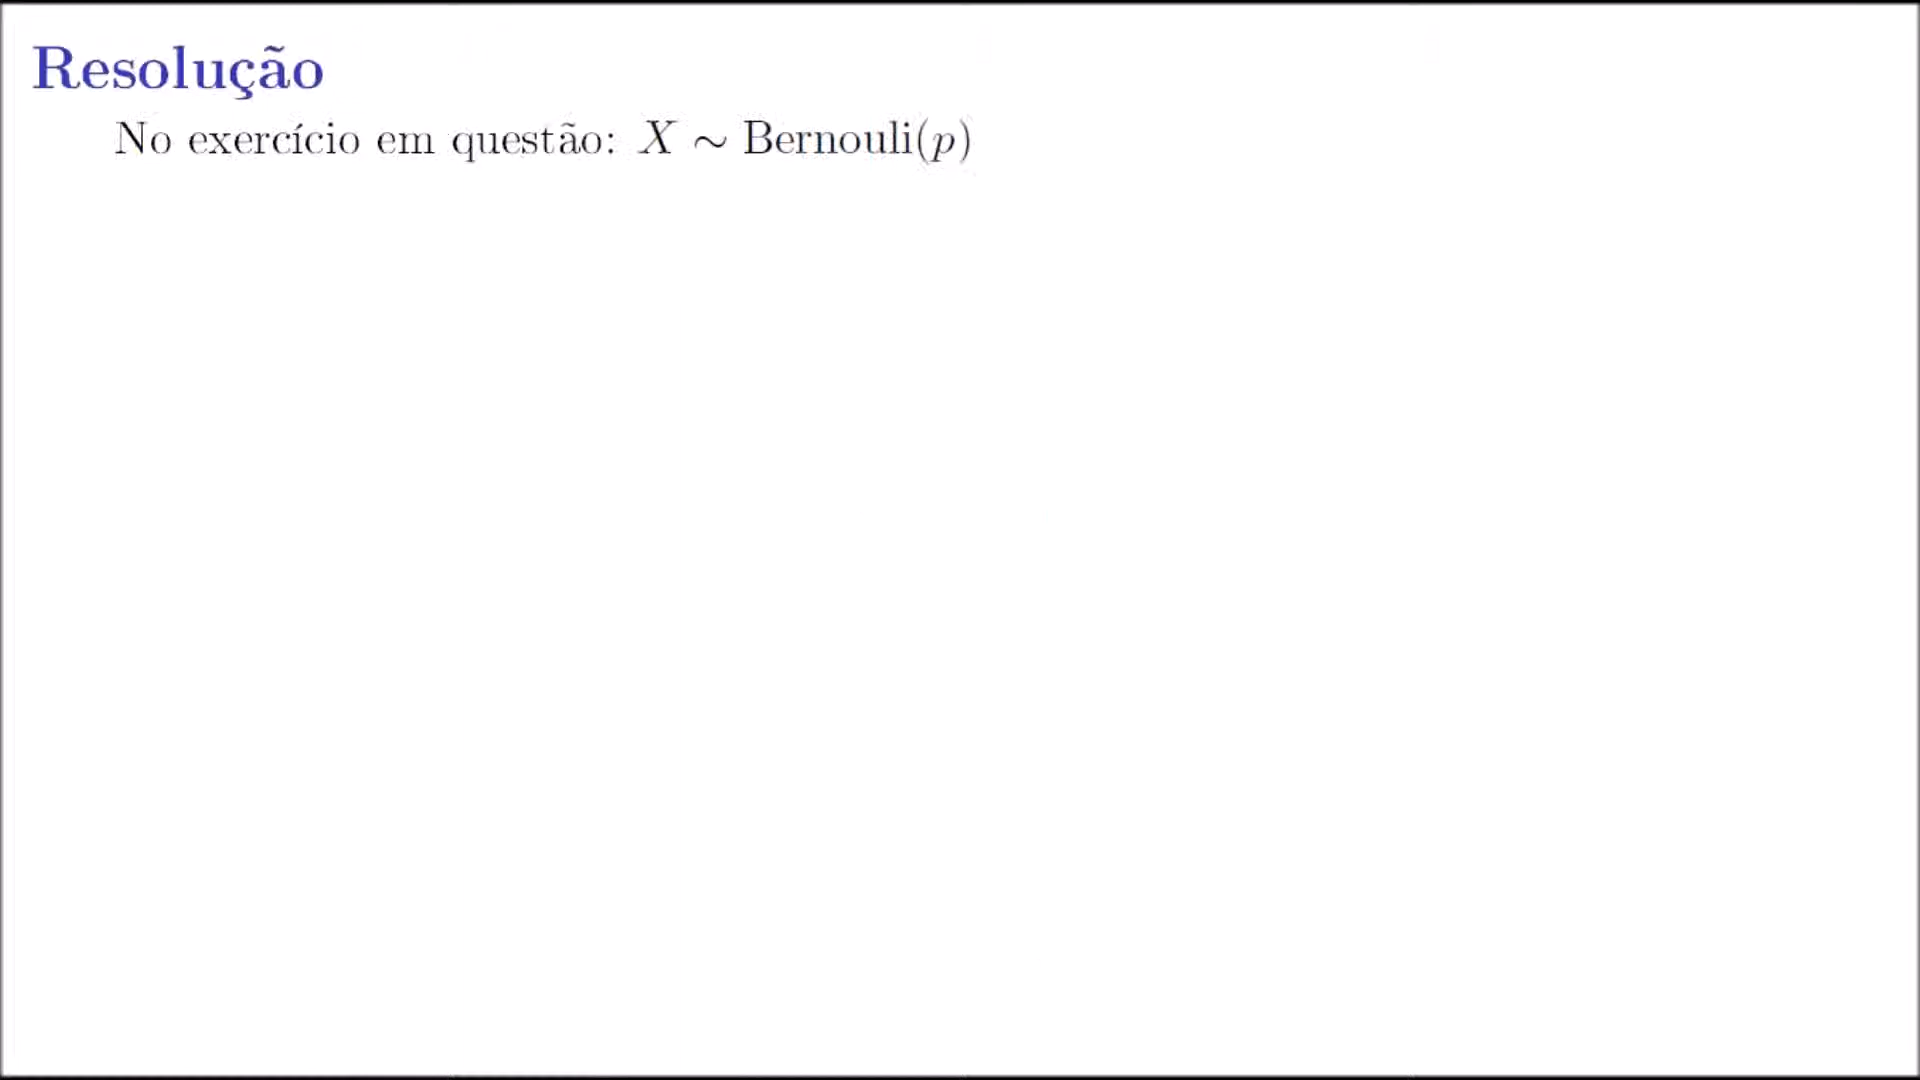 Resolução
No exercício em questão: X ∼ Bernouli(p)